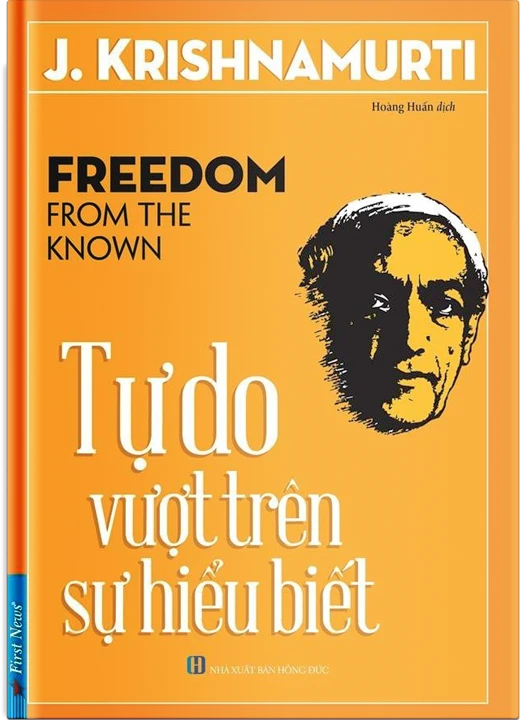 J. KRISHNAMURTI
Hoàng Huấn dịch
FREEDOM
FROM THE
KNOWN
Tự do
vượt trên
sự hiểu biết
NHÀ XUẤT BẢN HỒNG ĐỨC
First News